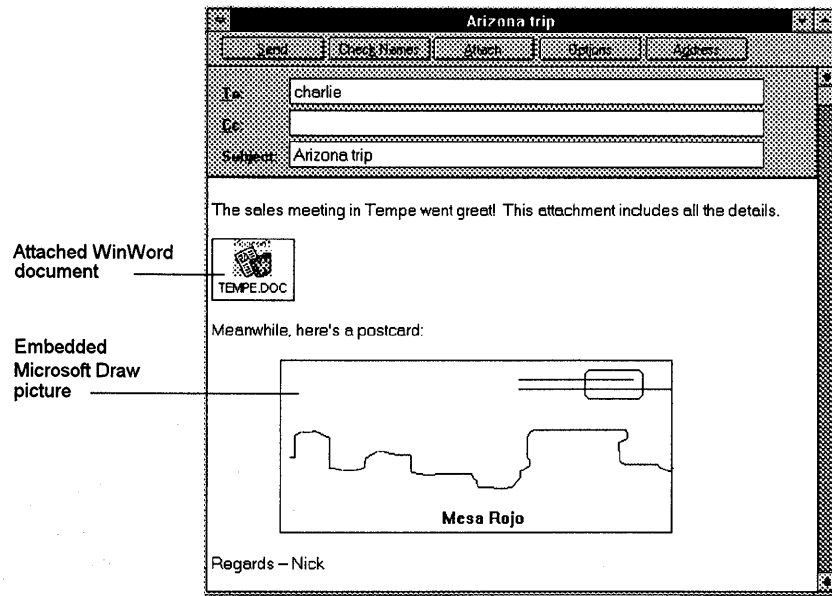 Arizona trip
Send Check Names Attach Options Address
To: charlie
Cc:
Subject: Arizona trip
The sales meeting in Tempe went great! This attachment includes all the details.
Attached WinWord
document
TEMPE.DOC
Meanwhile, here's a postcard:
Embedded
Microsoft Draw
picture
Mesa Rojo
Regards – Nick